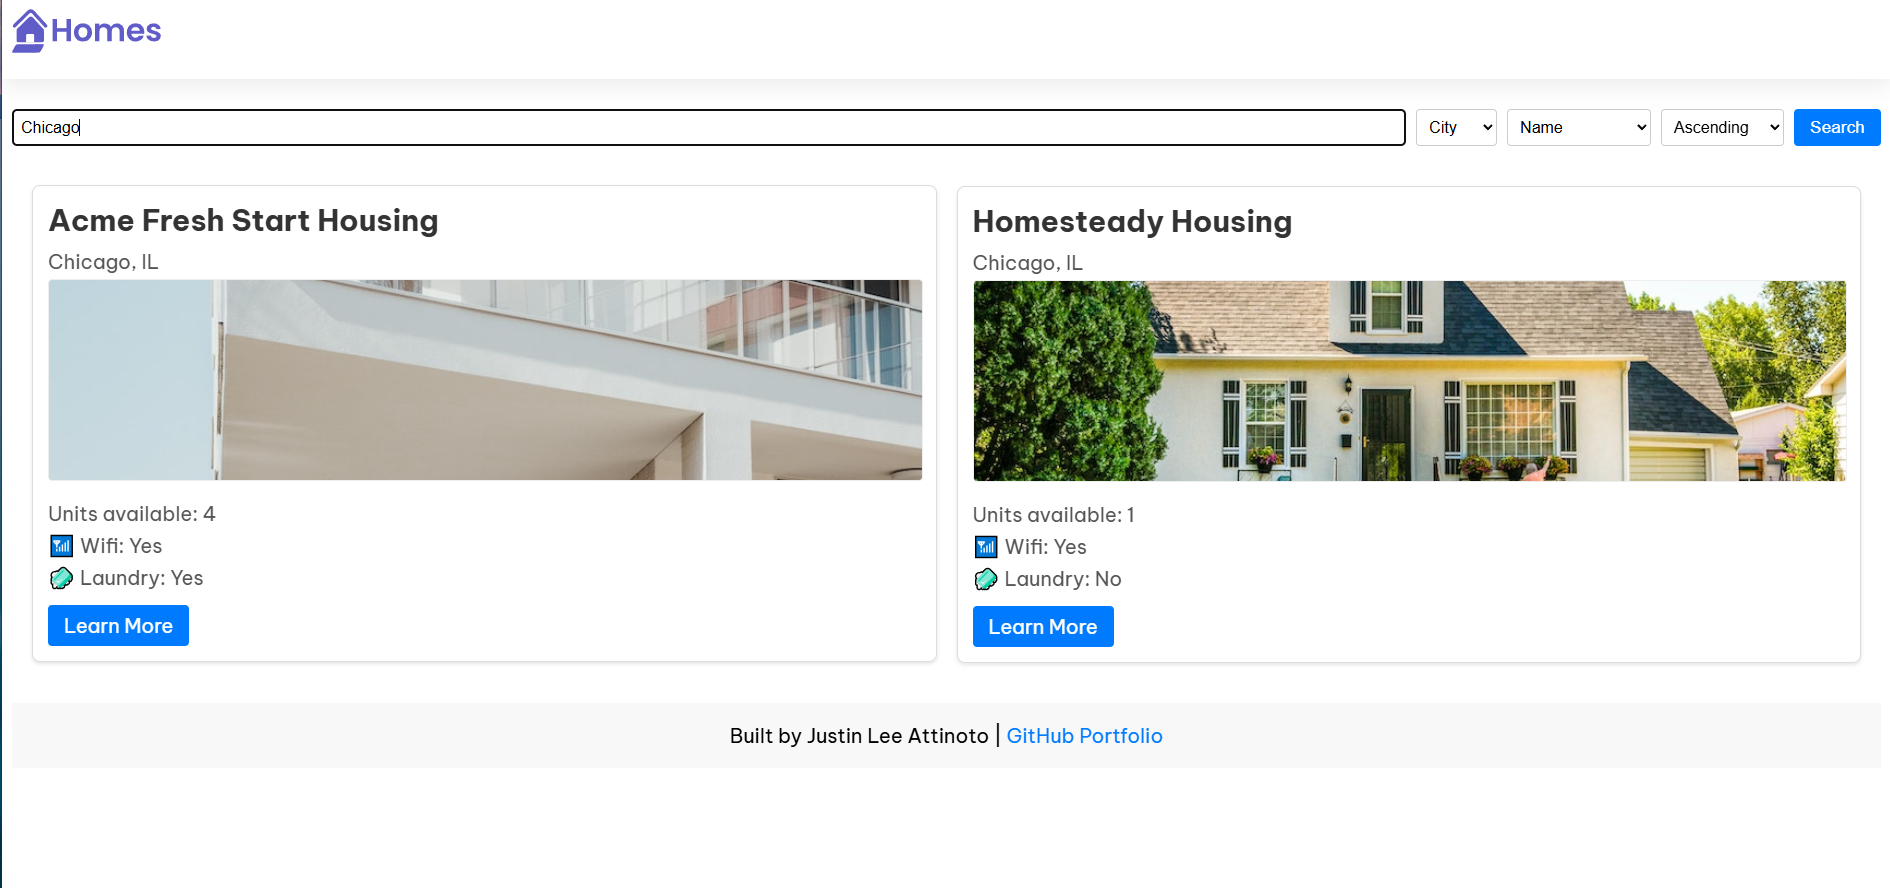 Homes
Chicago City Name Ascending Search
Acme Fresh Start Housing
Chicago, IL
Units available: 4
Wifi: Yes
Laundry: Yes
Learn More
Homesteady Housing
Chicago, IL
Units available: 1
Wifi: Yes
Laundry: No
Learn More
Built by Justin Lee Attinoto | GitHub Portfolio